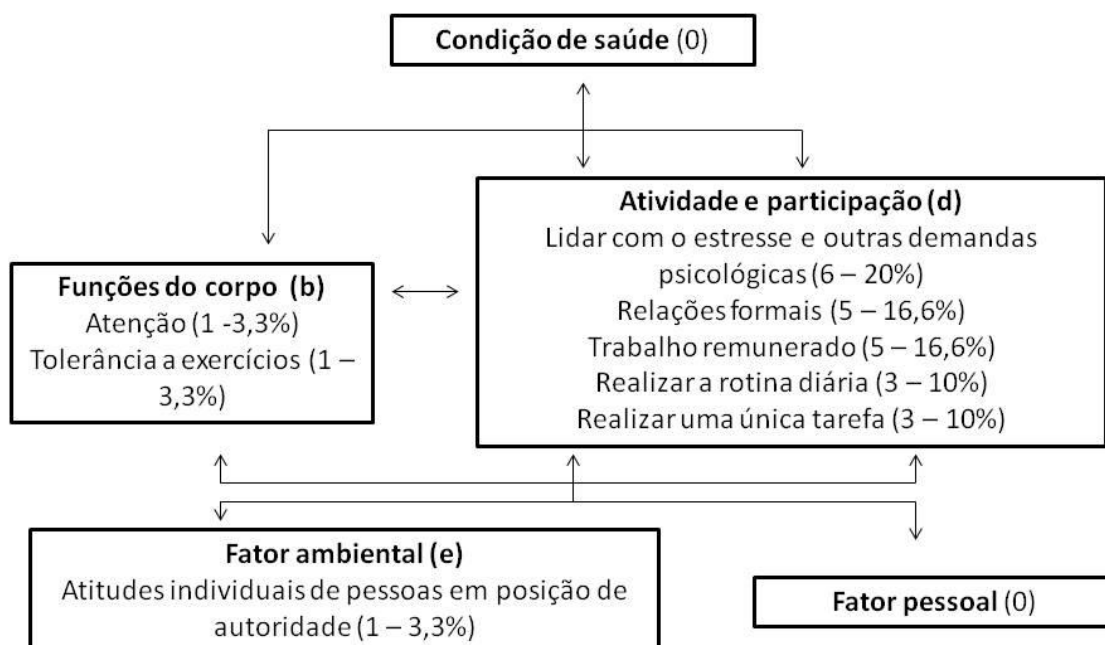 Condição de saúde (0)
Atividade e participação (d)
Lidar com o estresse e outras demandas
psicológicas (6 – 20%)
Relações formais (5 – 16,6%)
Trabalho remunerado (5 – 16,6%)
Realizar a rotina diária (3 – 10%)
Realizar uma única tarefa (3 – 10%)
Funções do corpo (b)
Atenção (1 -3,3%)
Tolerância a exercícios (1 –
3,3%)
Fator ambiental (e)
Atitudes individuais de pessoas em posição de
autoridade (1 – 3,3%)
Fator pessoal (0)